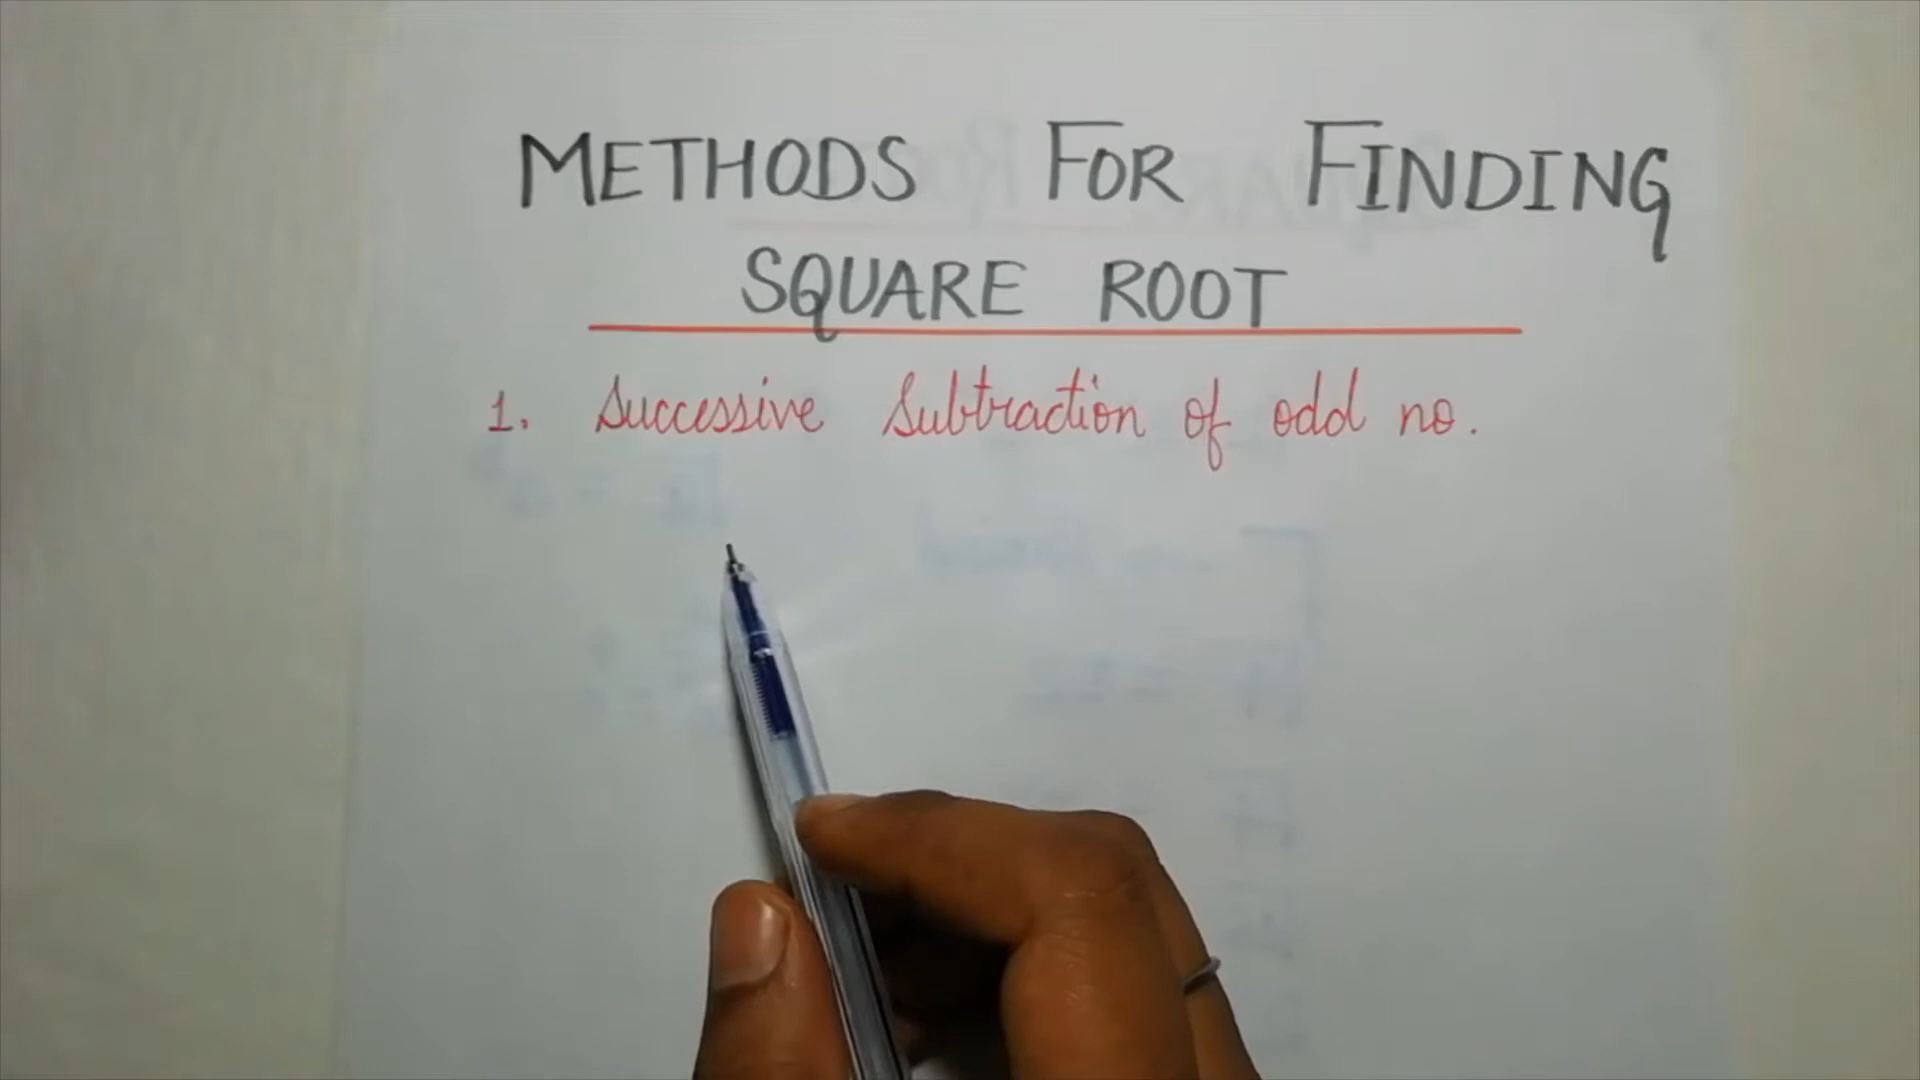 METHODS FOR FINDING
SQUARE ROOT
1. Successive Subtraction of odd no.